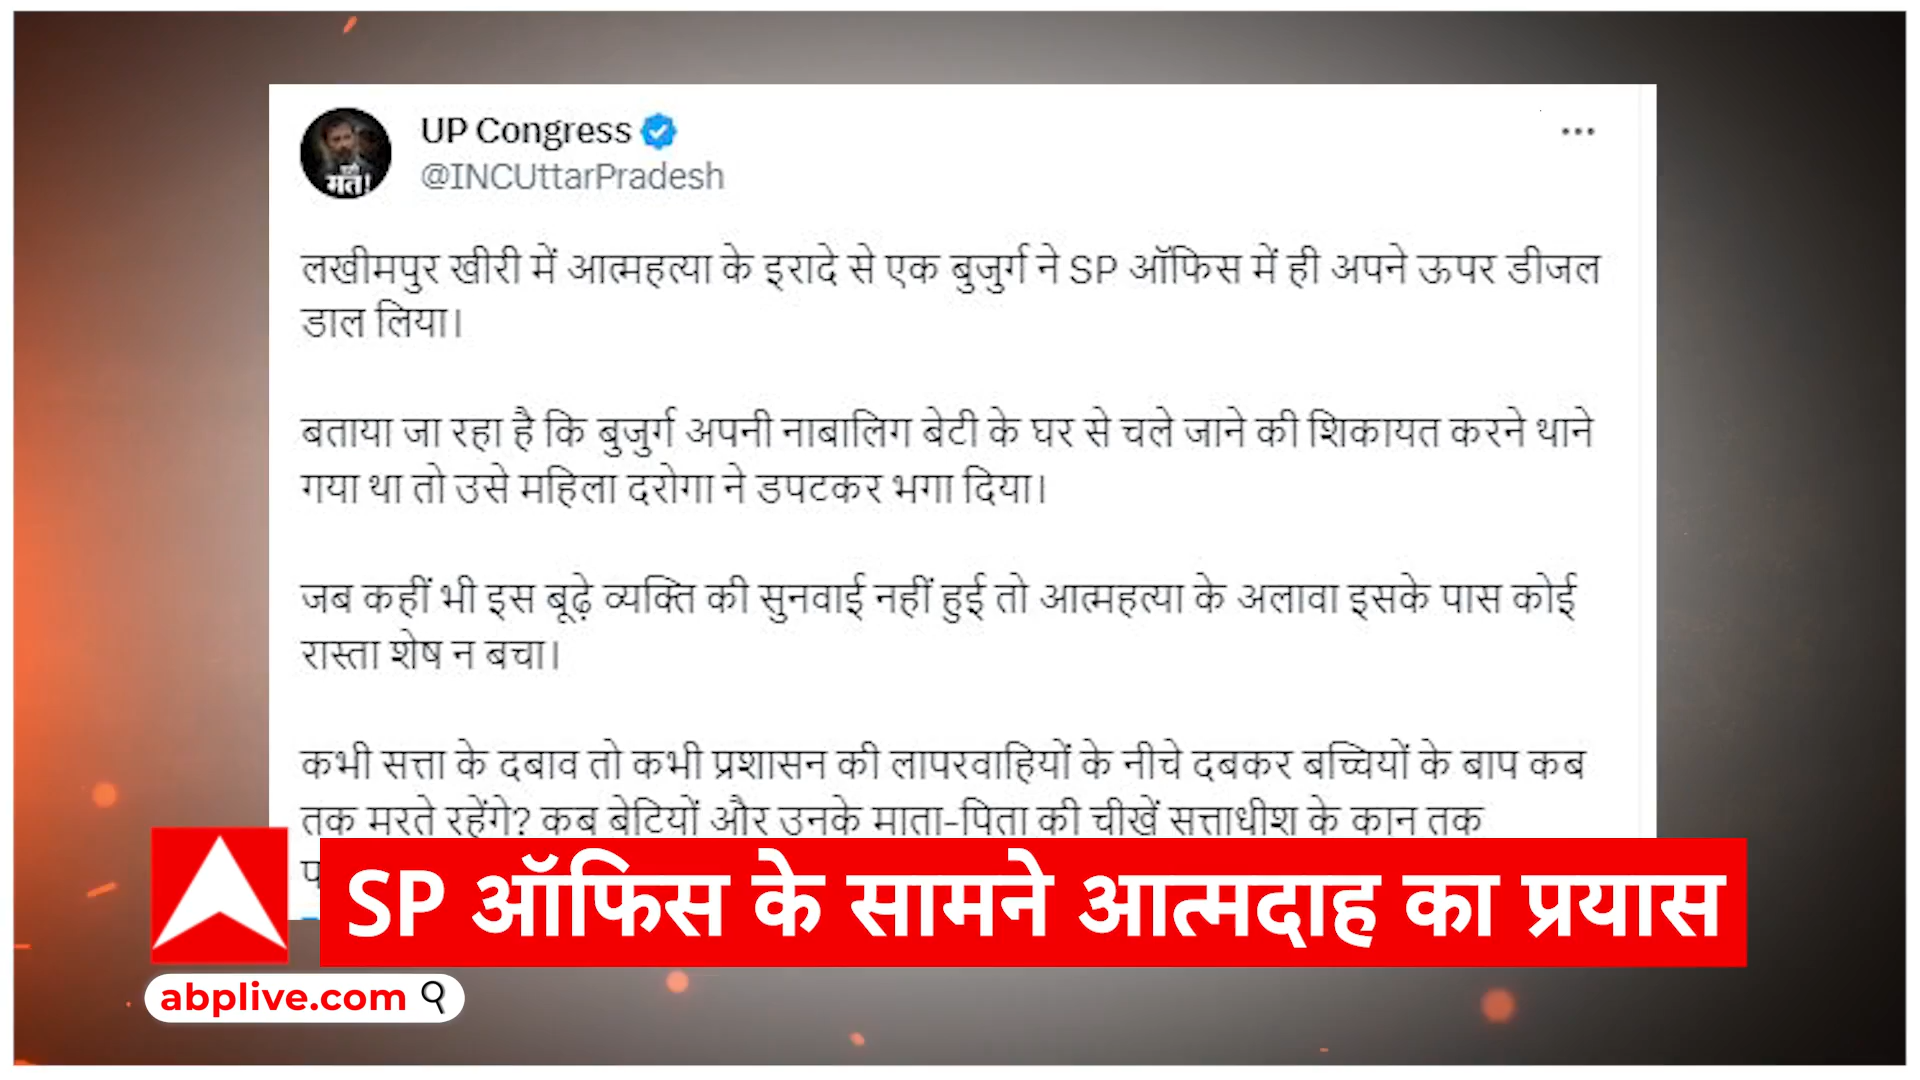 UP Congress
@INCUttarPradesh
मत!
लखीमपुर खीरी में आत्महत्या के इरादे से एक बुजुर्ग ने SP ऑफिस में ही अपने ऊपर डीजल
डाल लिया।
बताया जा रहा है कि बुजुर्ग अपनी नाबालिग बेटी के घर से चले जाने की शिकायत करने थाने
गया था तो उसे महिला दरोगा ने डपटकर भगा दिया।
जब कहीं भी इस बूढ़े व्यक्ति की सुनवाई नहीं हुई तो आत्महत्या के अलावा इसके पास कोई
रास्ता शेष न बचा।
कभी सत्ता के दबाव तो कभी प्रशासन की लापरवाहियों के नीचे दबकर बच्चियों के बाप कब
तक मरते रहेंगे? कब बेटियों और उनके माता-पिता की चीखें सत्ताधीश के कान तक
SP ऑफिस के सामने आत्मदाह का प्रयास
abplive.com